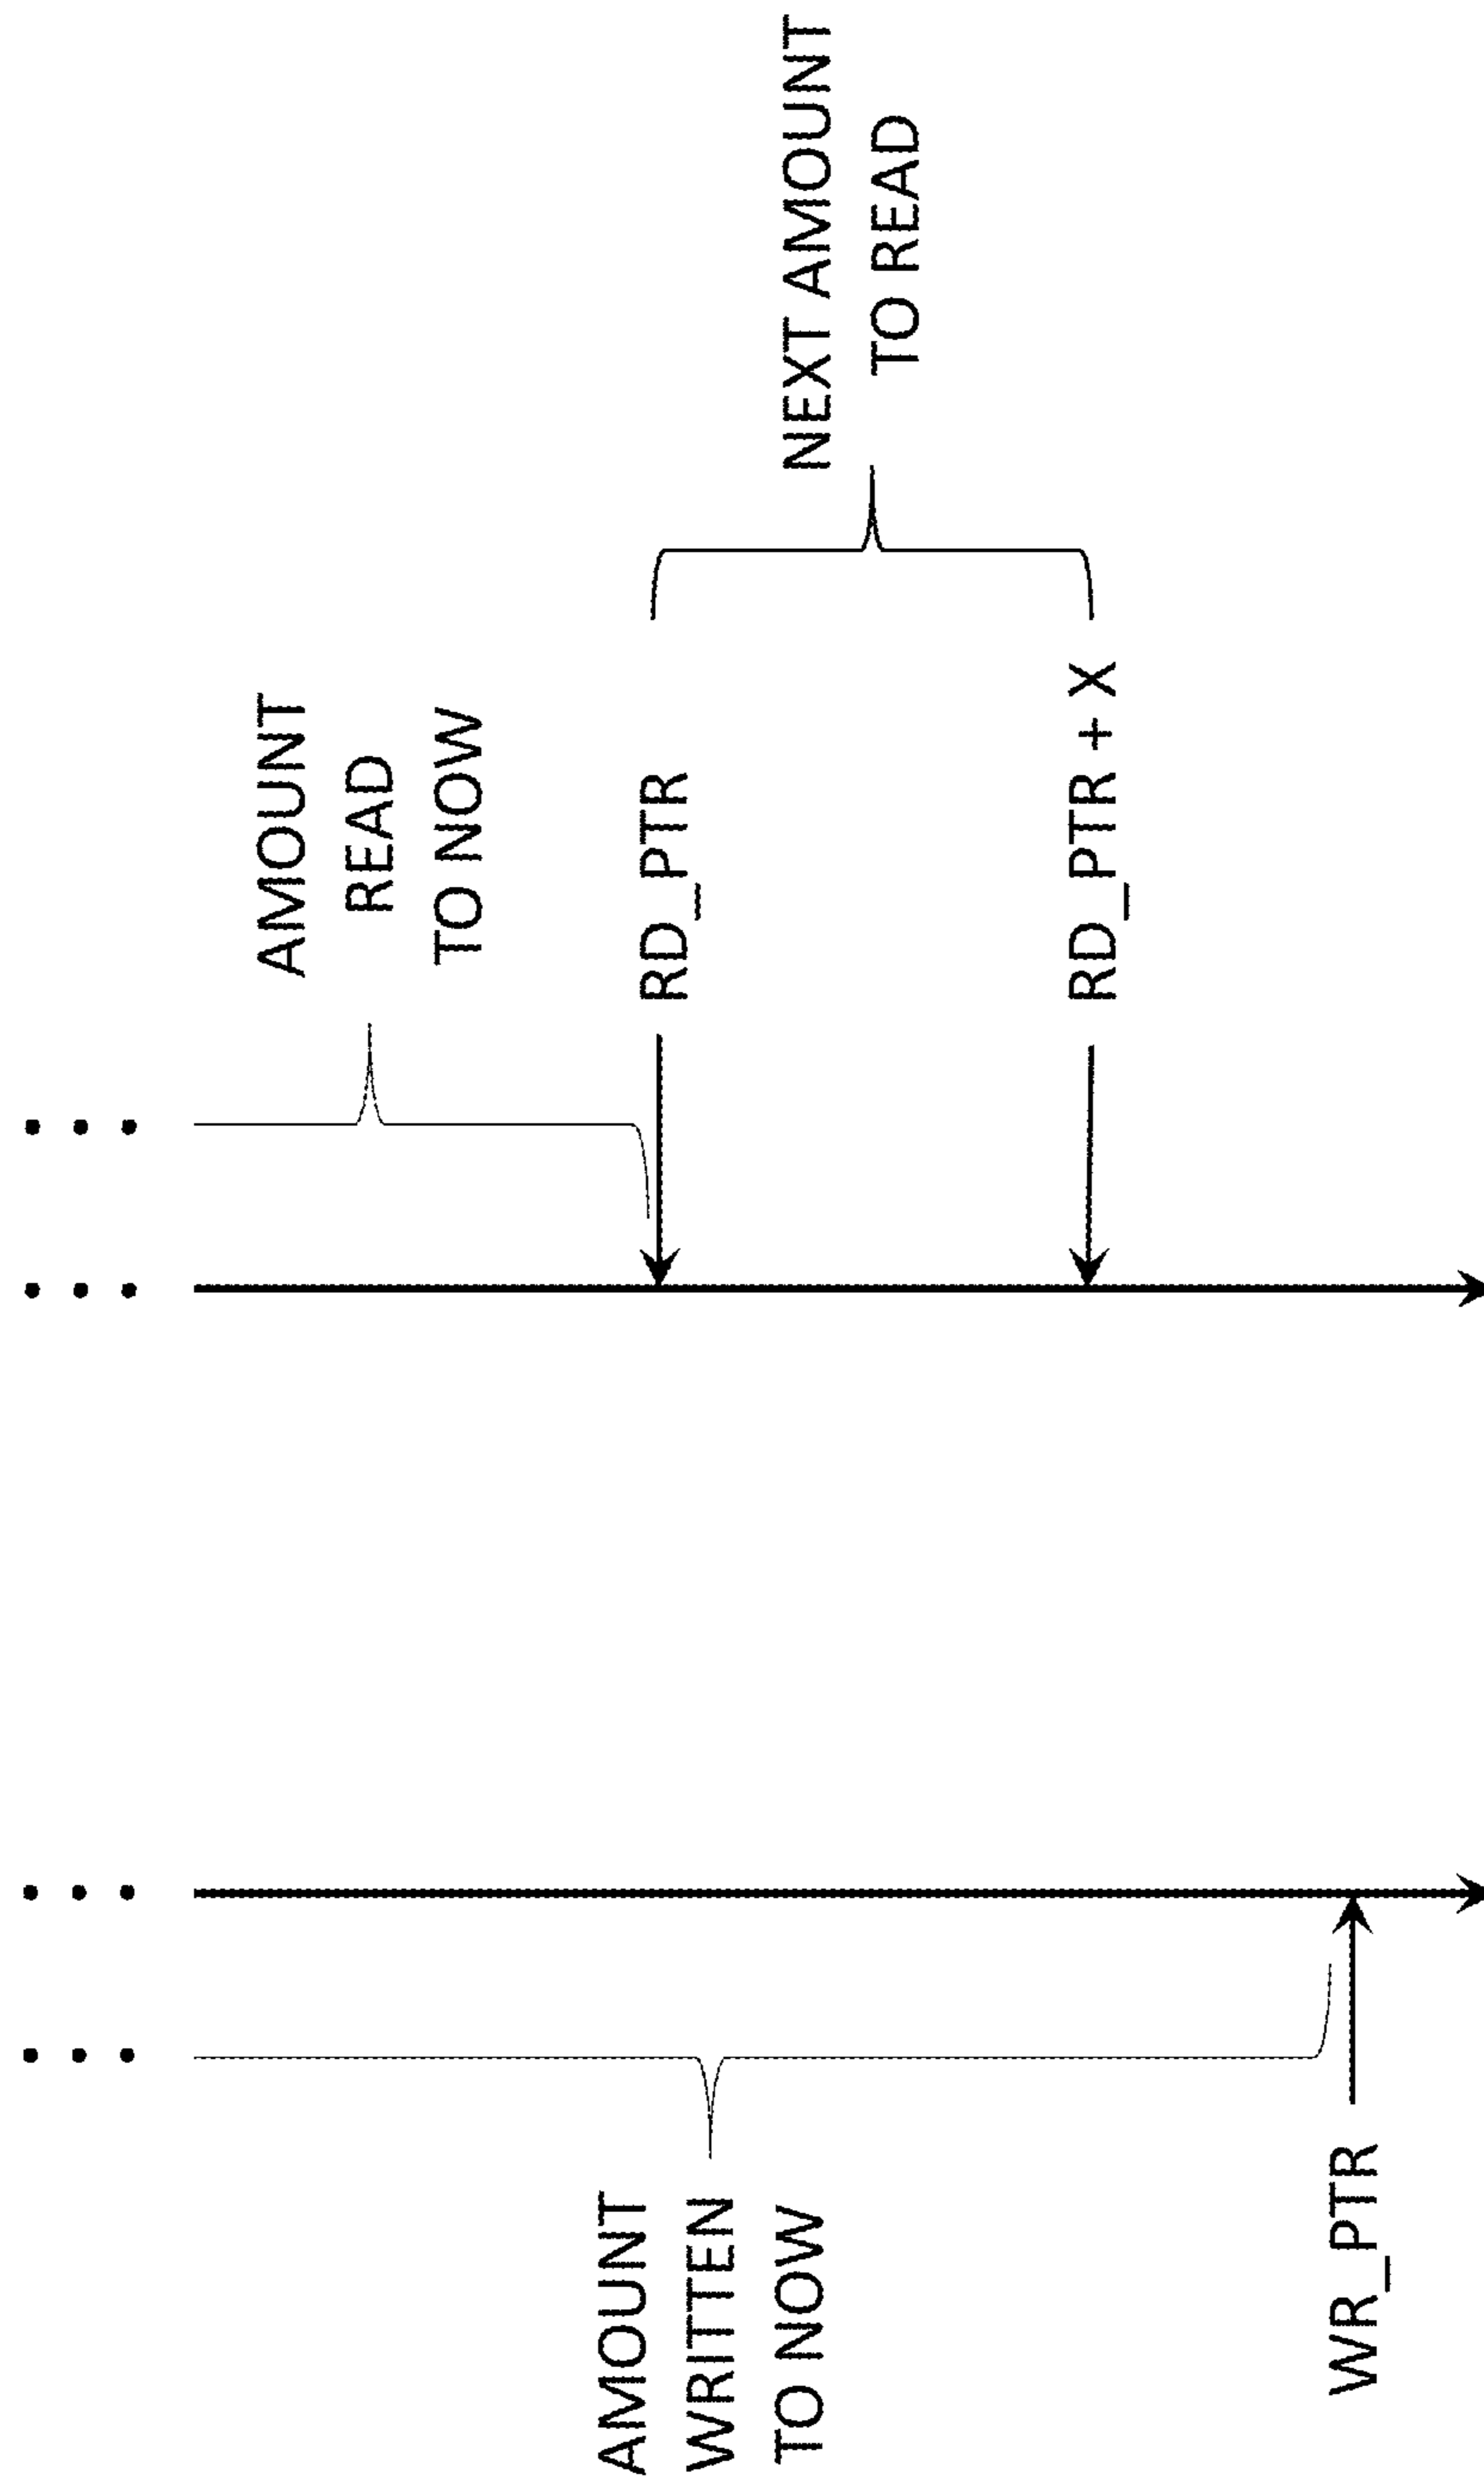 AMOUNT
WRITTEN
TO NOW
WR_PTR
AMOUNT
READ
TO NOW
RD_PTR
RD_PTR + X
NEXT AMOUNT
TO READ